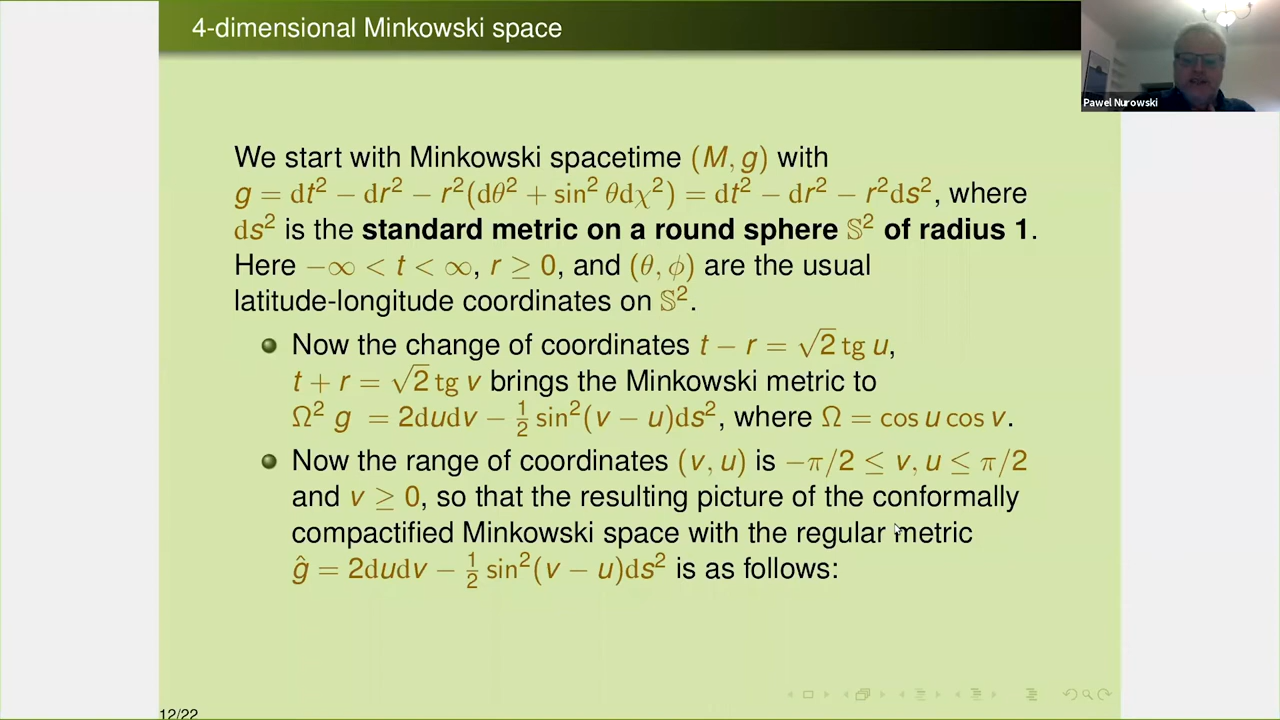 4-dimensional Minkowski space
Pawel Nurowski
We start with Minkowski spacetime (M, g) with
g = dt² − dr² − r²(dθ² + sin² θdχ²) = dt² − dr² − r²ds², where
ds² is the standard metric on a round sphere 𝕊² of radius 1.
Here −∞ < t < ∞, r ≥ 0, and (θ, φ) are the usual
latitude-longitude coordinates on 𝕊².
Now the change of coordinates t − r = √2 tg u,
t + r = √2 tg v brings the Minkowski metric to
Ω² g = 2dudv − ½ sin²(v − u)ds², where Ω = cos u cos v.
Now the range of coordinates (v, u) is −π/2 ≤ v, u ≤ π/2
and v ≥ 0, so that the resulting picture of the conformally
compactified Minkowski space with the regular metric
ĝ = 2dudv − ½ sin²(v − u)ds² is as follows:
12/22